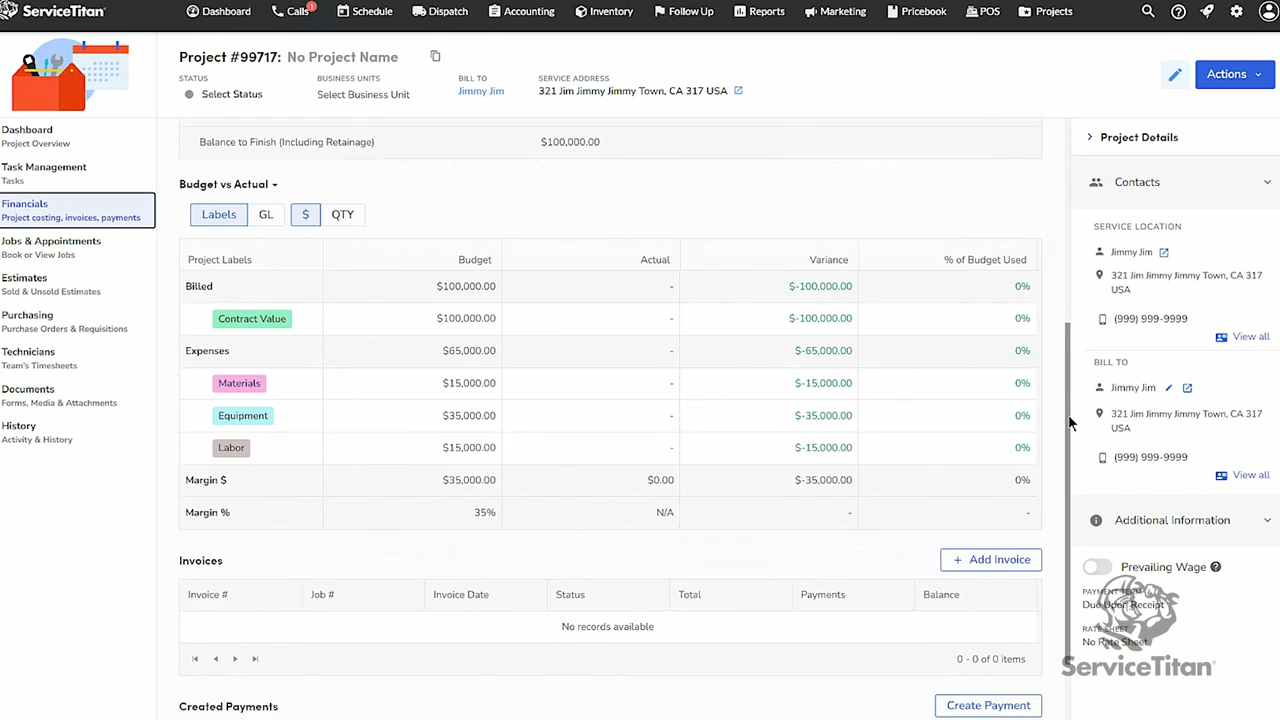 ServiceTitan
Dashboard
Calls
1
Schedule
Dispatch
Accounting
Inventory
Follow Up
Reports
Marketing
Pricebook
POS
Projects
Project #99717: No Project Name
STATUS
Select Status
BUSINESS UNITS
Select Business Unit
BILL TO
Jimmy Jim
SERVICE ADDRESS
321 Jim Jimmy Jimmy Town, CA 317 USA
Actions
Dashboard
Project Overview
Task Management
Tasks
Financials
Project costing, invoices, payments
Jobs & Appointments
Book or View Jobs
Estimates
Sold & Unsold Estimates
Purchasing
Purchase Orders & Requisitions
Technicians
Team's Timesheets
Documents
Forms, Media & Attachments
History
Activity & History
Balance to Finish (Including Retainage) $100,000.00
Budget vs Actual
Labels GL $ QTY
Project Labels Budget Actual Variance % of Budget Used
Billed $100,000.00 - $-100,000.00 0%
Contract Value $100,000.00 - $-100,000.00 0%
Expenses $65,000.00 - $-65,000.00 0%
Materials $15,000.00 - $-15,000.00 0%
Equipment $35,000.00 - $-35,000.00 0%
Labor $15,000.00 - $-15,000.00 0%
Margin $ $35,000.00 $0.00 $-35,000.00 0%
Margin % 35% N/A - -
Invoices
+ Add Invoice
Invoice # Job # Invoice Date Status Total Payments Balance
No records available
0 - 0 of 0 items
Created Payments
Create Payment
Project Details
Contacts
SERVICE LOCATION
Jimmy Jim
321 Jim Jimmy Jimmy Town, CA 317
USA
(999) 999-9999
View all
BILL TO
Jimmy Jim
321 Jim Jimmy Jimmy Town, CA 317
USA
(999) 999-9999
View all
Additional Information
Prevailing Wage
PAYMENT TERM
Due Upon Receipt
RATE SHEET
No Rate Sheet
ServiceTitan